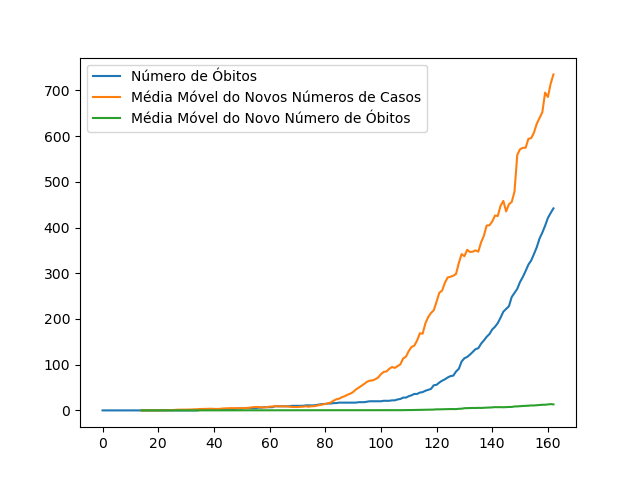 Número de Óbitos
Média Móvel do Novos Números de Casos
Média Móvel do Novo Número de Óbitos
700
600
500
400
300
200
100
0
0 20 40 60 80 100 120 140 160